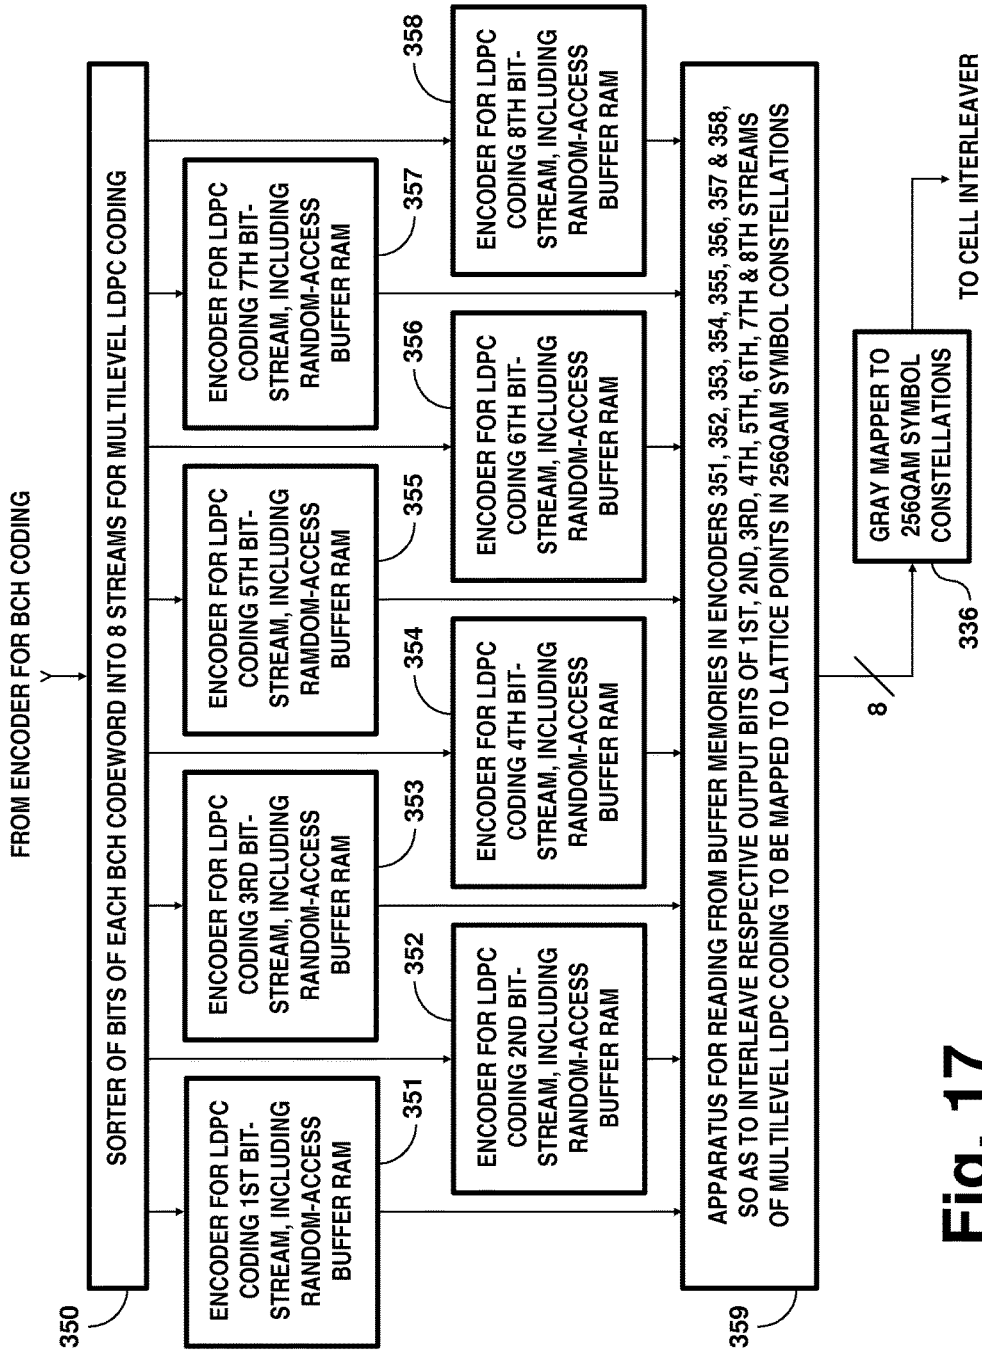 FROM ENCODER FOR BCH CODING
SORTER OF BITS OF EACH BCH CODEWORD INTO 8 STREAMS FOR MULTILEVEL LDPC CODING
350
ENCODER FOR LDPC
CODING 1ST BIT-
STREAM, INCLUDING
RANDOM-ACCESS
BUFFER RAM
351
ENCODER FOR LDPC
CODING 3RD BIT-
STREAM, INCLUDING
RANDOM-ACCESS
BUFFER RAM
353
ENCODER FOR LDPC
CODING 5TH BIT-
STREAM, INCLUDING
RAMDOM-ACCESS
BUFFER RAM
355
ENCODER FOR LDPC
CODING 7TH BIT-
STREAM, INCLUDING
RANDOM-ACCESS
BUFFER RAM
357
ENCODER FOR LDPC
CODING 2ND BIT-
STREAM, INCLUDING
RANDOM-ACCESS
BUFFER RAM
352
ENCODER FOR LDPC
CODING 4TH BIT-
STREAM, INCLUDING
RANDOM-ACCESS
BUFFER RAM
354
ENCODER FOR LDPC
CODING 6TH BIT-
STREAM, INCLUDING
RANDOM-ACCESS
BUFFER RAM
356
ENCODER FOR LDPC
CODING 8TH BIT-
STREAM, INCLUDING
RANDOM-ACCESS
BUFFER RAM
358
APPARATUS FOR READING FROM BUFFER MEMORIES IN ENCODERS 351, 352, 353, 354, 355, 356, 357 & 358,
SO AS TO INTERLEAVE RESPECTIVE OUTPUT BITS OF 1ST, 2ND, 3RD, 4TH, 5TH, 6TH, 7TH & 8TH STREAMS
OF MULTILEVEL LDPC CODING TO BE MAPPED TO LATTICE POINTS IN 256QAM SYMBOL CONSTELLATIONS
359
8
GRAY MAPPER TO
256QAM SYMBOL
CONSTELLATIONS
336
TO CELL INTERLEAVER
Fig. 17